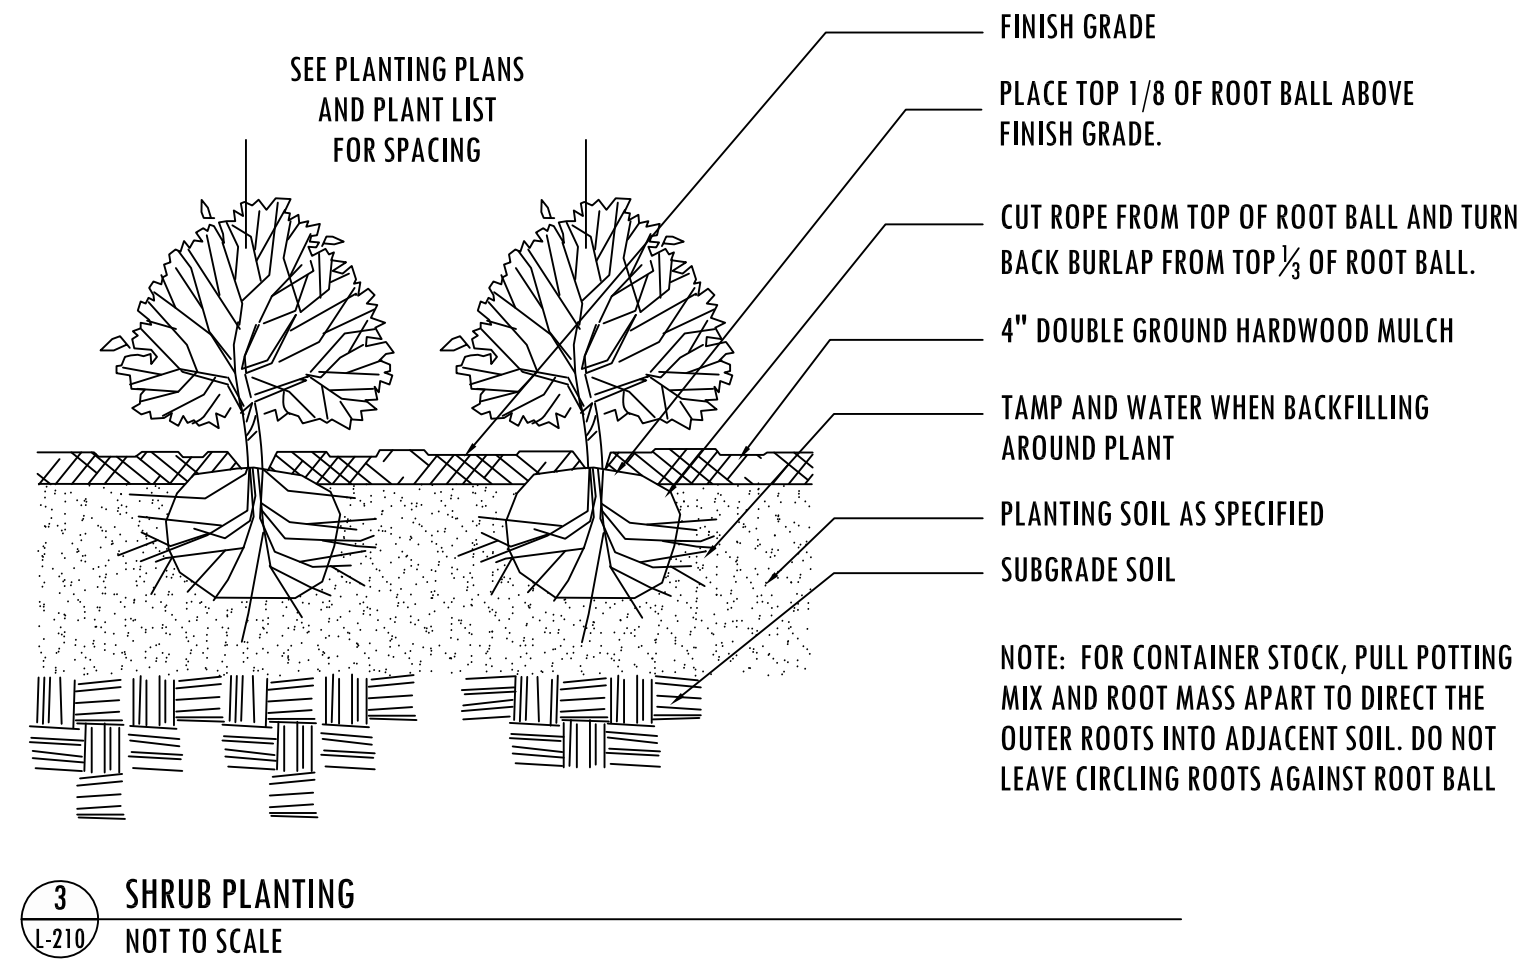 SEE PLANTING PLANS
AND PLANT LIST
FOR SPACING
FINISH GRADE
PLACE TOP 1/8 OF ROOT BALL ABOVE
FINISH GRADE.
CUT ROPE FROM TOP OF ROOT BALL AND TURN
BACK BURLAP FROM TOP ⅓ OF ROOT BALL.
4" DOUBLE GROUND HARDWOOD MULCH
TAMP AND WATER WHEN BACKFILLING
AROUND PLANT
PLANTING SOIL AS SPECIFIED
SUBGRADE SOIL
NOTE: FOR CONTAINER STOCK, PULL POTTING
MIX AND ROOT MASS APART TO DIRECT THE
OUTER ROOTS INTO ADJACENT SOIL. DO NOT
LEAVE CIRCLING ROOTS AGAINST ROOT BALL
3
L-210
SHRUB PLANTING
NOT TO SCALE